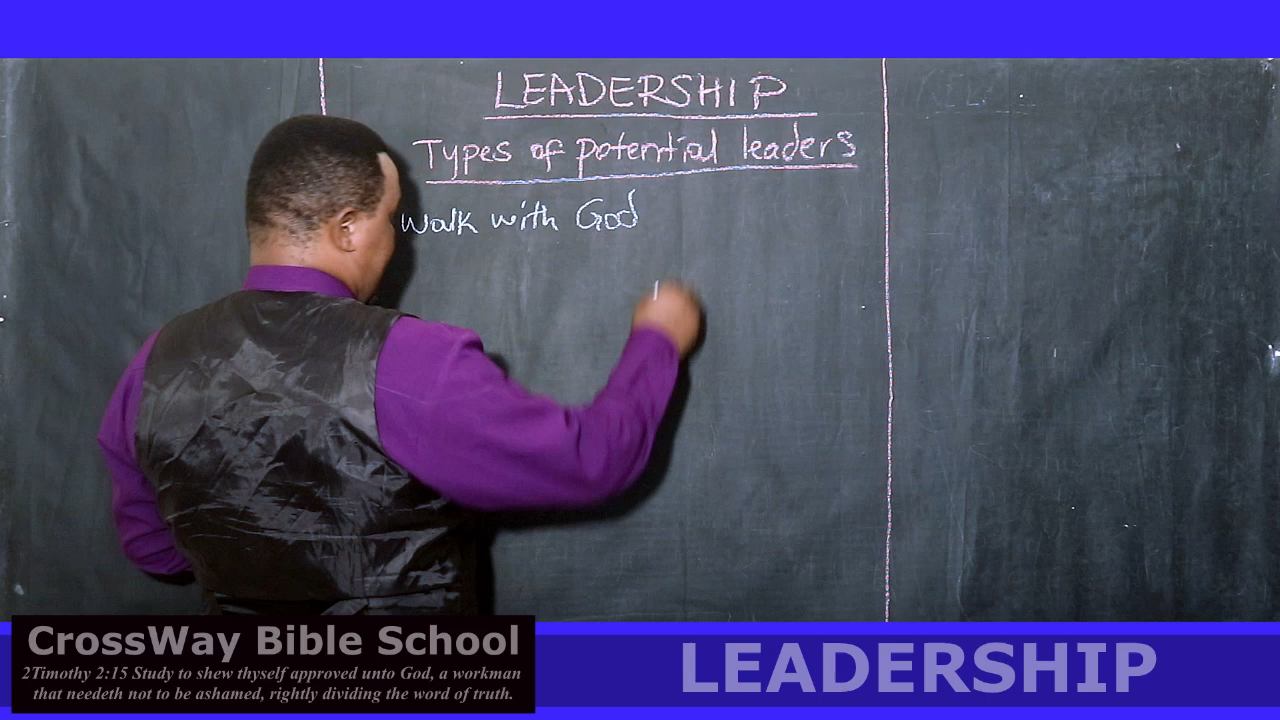 LEADERSHIP
Types of potential leaders
Walk with God
CrossWay Bible School
2Timothy 2:15 Study to shew thyself approved unto God, a workman
that needeth not to be ashamed, rightly dividing the word of truth.
LEADERSHIP